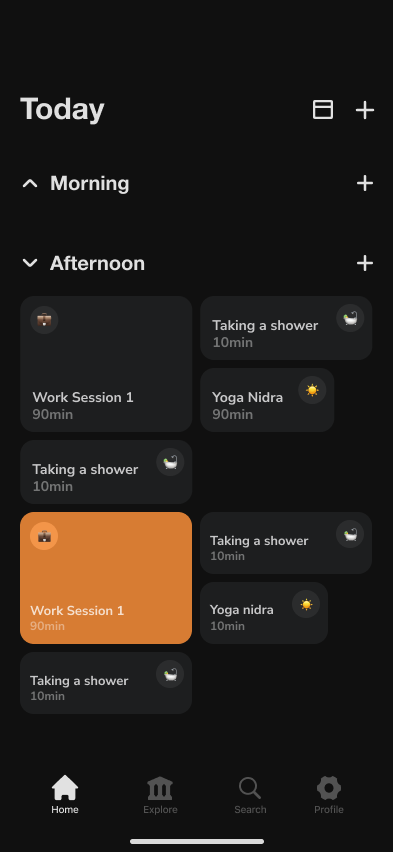 Today
Morning
Afternoon
Work Session 1
90min
Taking a shower
10min
Yoga Nidra
90min
Taking a shower
10min
Work Session 1
90min
Taking a shower
10min
Yoga nidra
10min
Taking a shower
10min
Home
Explore
Search
Profile